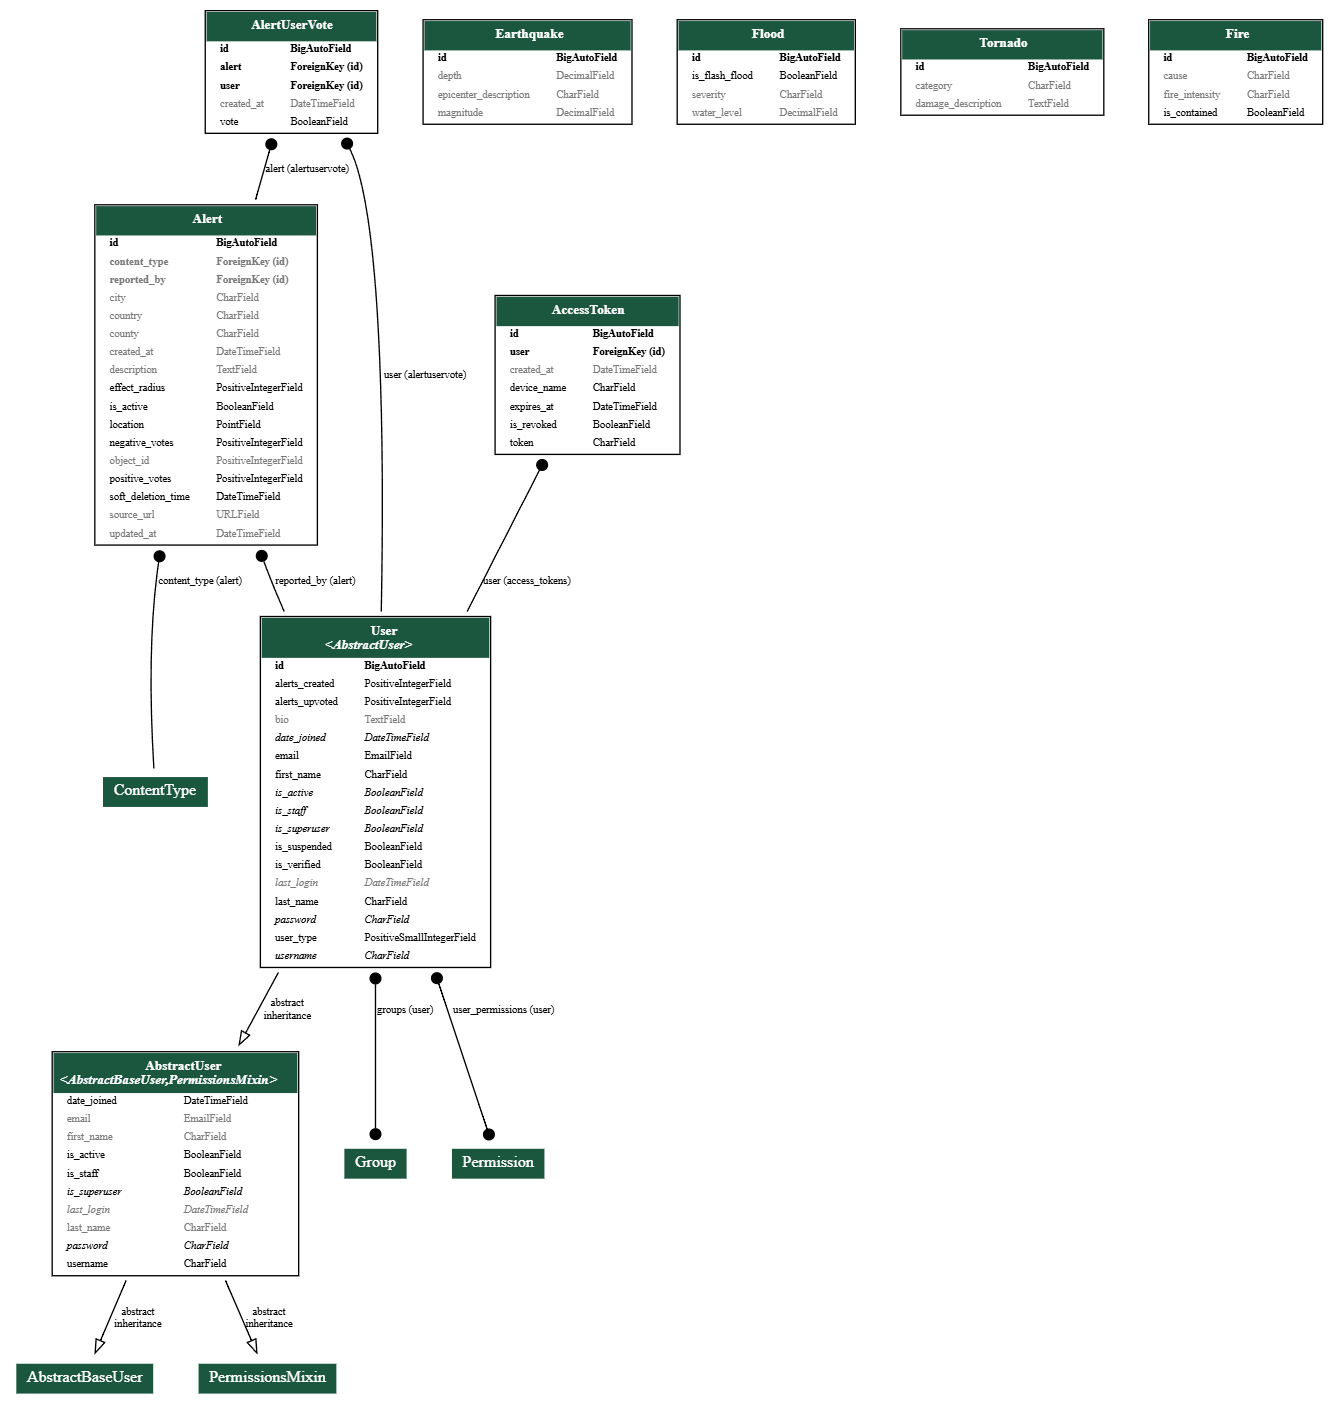 AlertUserVote
id BigAutoField
alert ForeignKey (id)
user ForeignKey (id)
created_at DateTimeField
vote BooleanField
Earthquake
id BigAutoField
depth DecimalField
epicenter_description CharField
magnitude DecimalField
Flood
id BigAutoField
is_flash_flood BooleanField
severity CharField
water_level DecimalField
Tornado
id BigAutoField
category CharField
damage_description TextField
Fire
id BigAutoField
cause CharField
fire_intensity CharField
is_contained BooleanField
alert (alertuservote)
Alert
id BigAutoField
content_type ForeignKey (id)
reported_by ForeignKey (id)
city CharField
country CharField
county CharField
created_at DateTimeField
description TextField
effect_radius PositiveIntegerField
is_active BooleanField
location PointField
negative_votes PositiveIntegerField
object_id PositiveIntegerField
positive_votes PositiveIntegerField
soft_deletion_time DateTimeField
source_url URLField
updated_at DateTimeField
user (alertuservote)
AccessToken
id BigAutoField
user ForeignKey (id)
created_at DateTimeField
device_name CharField
expires_at DateTimeField
is_revoked BooleanField
token CharField
content_type (alert)
reported_by (alert)
user (access_tokens)
User
<AbstractUser>
id BigAutoField
alerts_created PositiveIntegerField
alerts_upvoted PositiveIntegerField
bio TextField
date_joined DateTimeField
email EmailField
first_name CharField
is_active BooleanField
is_staff BooleanField
is_superuser BooleanField
is_suspended BooleanField
is_verified BooleanField
last_login DateTimeField
last_name CharField
password CharField
user_type PositiveSmallIntegerField
username CharField
ContentType
abstract
inheritance
groups (user)
user_permissions (user)
AbstractUser
<AbstractBaseUser,PermissionsMixin>
date_joined DateTimeField
email EmailField
first_name CharField
is_active BooleanField
is_staff BooleanField
is_superuser BooleanField
last_login DateTimeField
last_name CharField
password CharField
username CharField
Group
Permission
abstract
inheritance
abstract
inheritance
AbstractBaseUser
PermissionsMixin